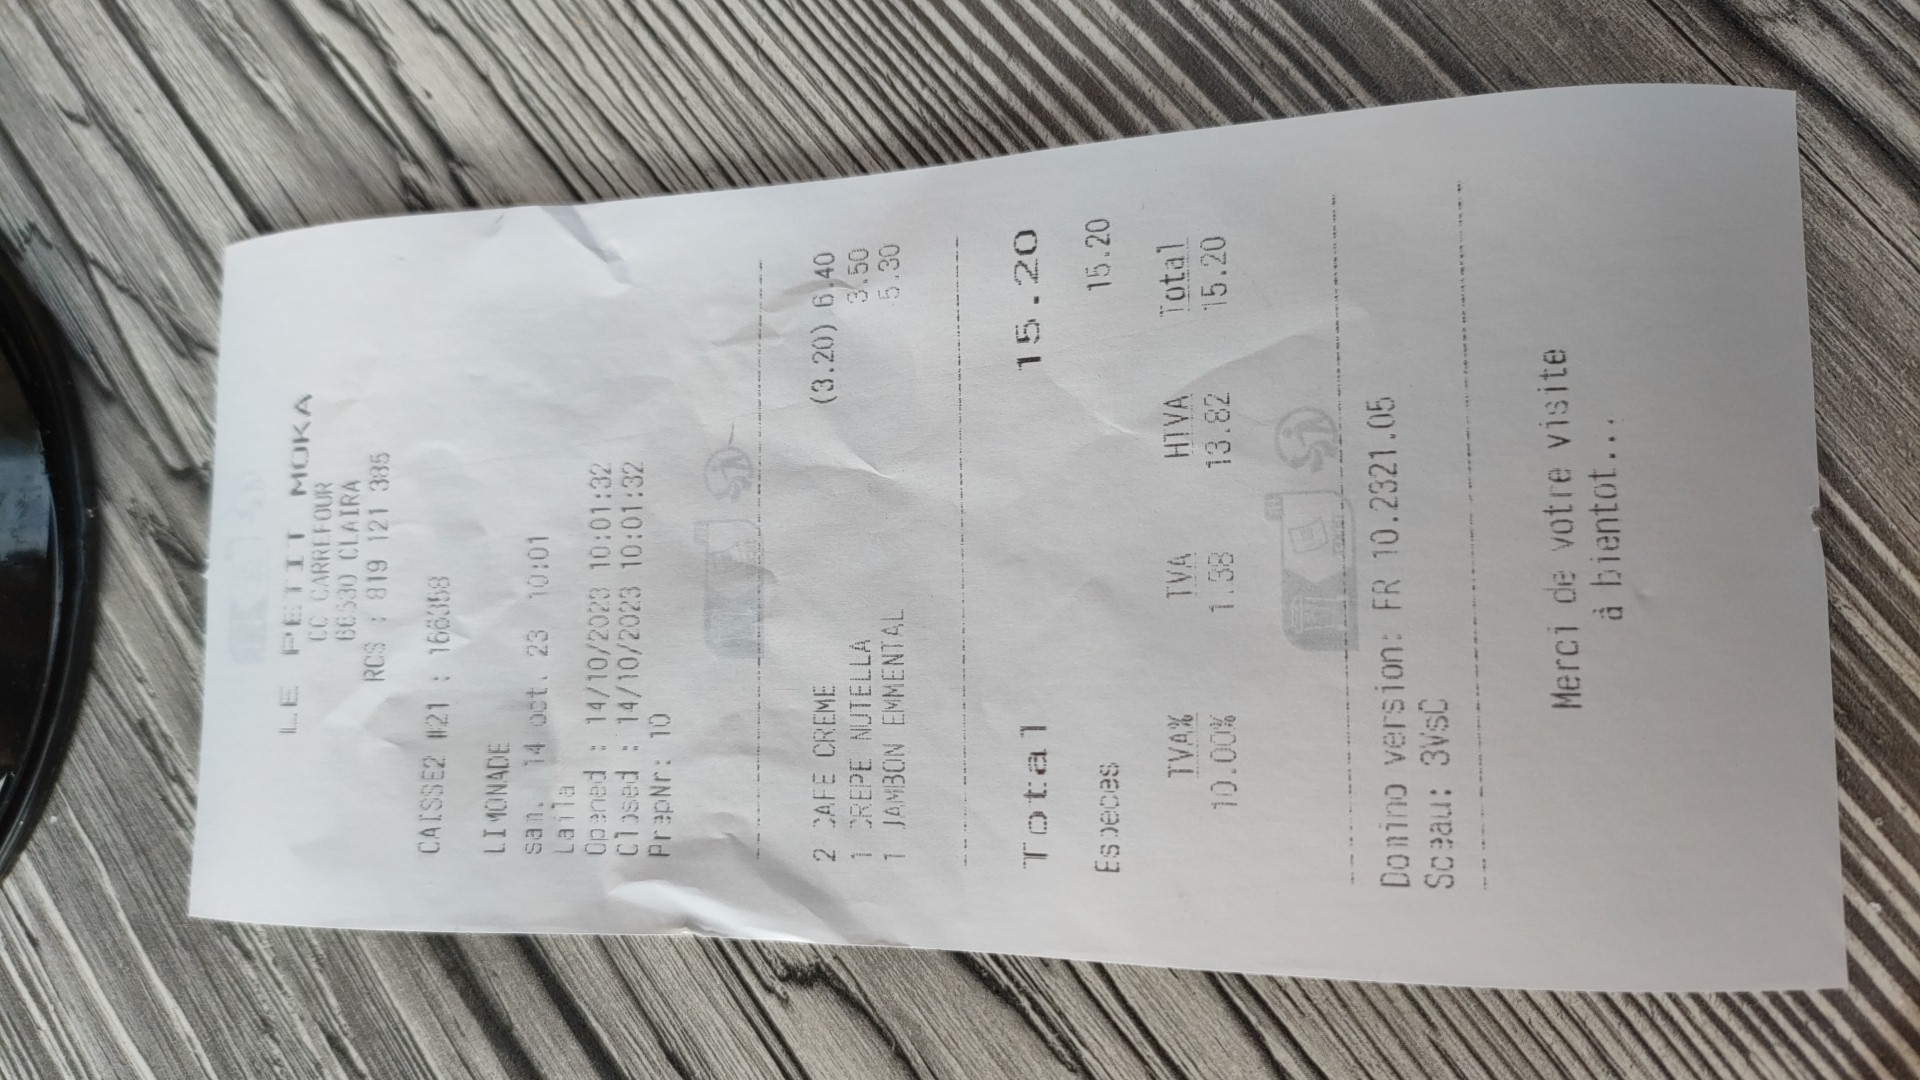 LE PETIT MOKA
CC CARREFOUR
66530 CLAIRA
RCS : 819 121 385
CAISSE2 #21 : 166358
LIMONADE
sam. 14 oct. 23 10:01
Laila
Opened : 14/10/2023 10:01:32
Closed : 14/10/2023 10:01:32
PrepNr: 10
2 CAFE CREME (3.20) 6.40
1 CREPE NUTELLA 3.50
1 JAMBON EMMENTAL 5.30
Total 15.20
Especes 15.20
TVA% TVA HTVA Total
10.00% 1.38 13.82 15.20
Domino version: FR 10.2321.05
Sceau: 3VsC
Merci de votre visite
à bientot...